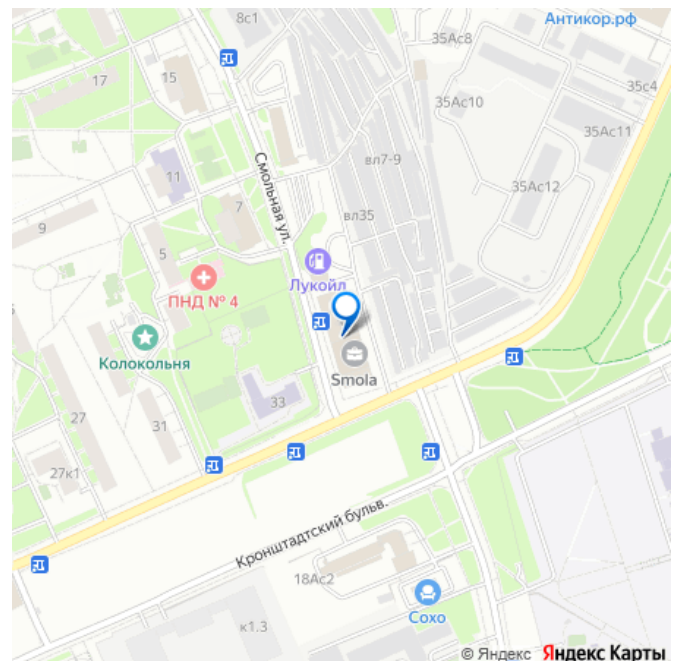 8с1
Антикор.рф
35Ас8
17
15
35с4
35Ас10
35Ас11
вл7-9
11
Смольная ул.
35Ас12
7
вл35
9
5
Лукойл
ПНД № 4
Колокольня
Smola
33
27
31
27к1
Кронштадтский бульв.
18Ас2
Сохо
к1.3
© Яндекс Яндекс Карты